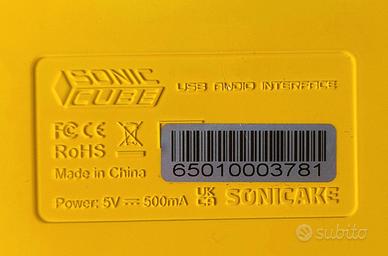 SONIC
CUBE
USB AUDIO INTERFACE
FC CE
RoHS
65010003781
Made in China
Power: 5V ⎓ 500mA
UK
CA
SONICAKE
subito